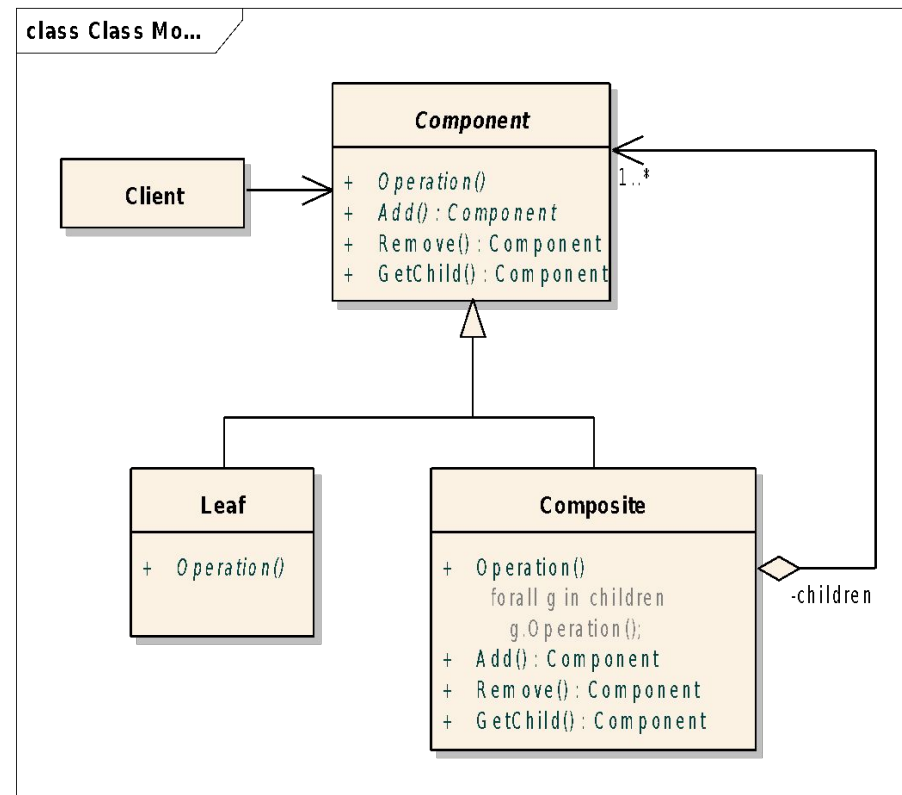 class Class Mo...
Component
+ Operation()
+ Add() : Component
+ Remove() : Component
+ GetChild() : Component
Client
1..*
Leaf
+ Operation()
Composite
+ Operation()
forall g in children
g.Operation();
+ Add() : Component
+ Remove() : Component
+ GetChild() : Component
-children